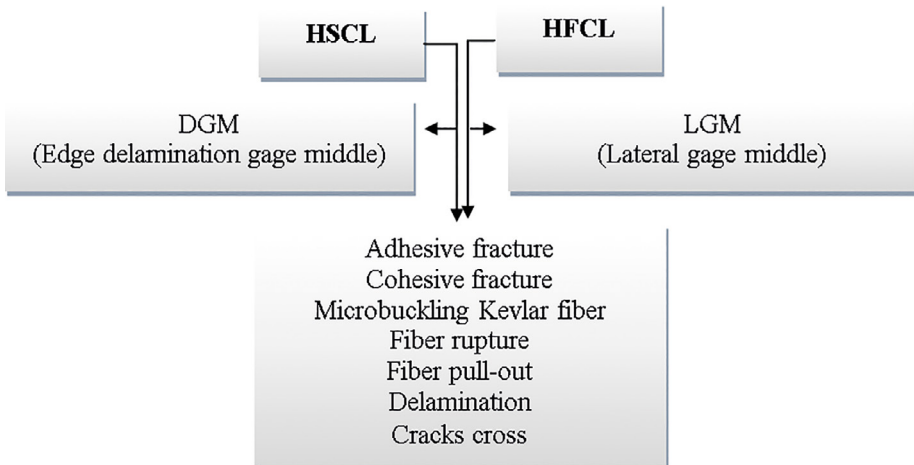 HSCL
HFCL
DGM
(Edge delamination gage middle)
LGM
(Lateral gage middle)
Adhesive fracture
Cohesive fracture
Microbuckling Kevlar fiber
Fiber rupture
Fiber pull-out
Delamination
Cracks cross